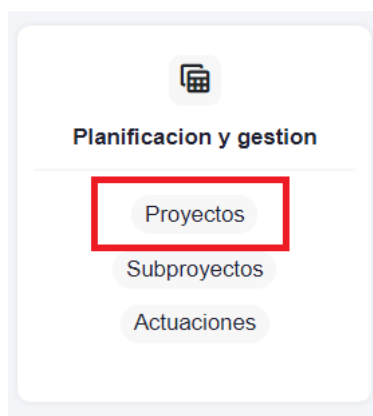 Planificacion y gestion
Proyectos
Subproyectos
Actuaciones